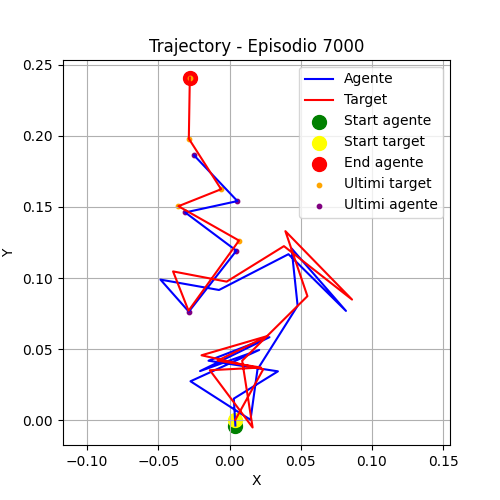 Trajectory - Episodio 7000
Agente
Target
Start agente
Start target
End agente
Ultimi target
Ultimi agente
0.25
0.20
0.15
0.10
0.05
0.00
Y
−0.10
−0.05
0.00
0.05
0.10
0.15
X